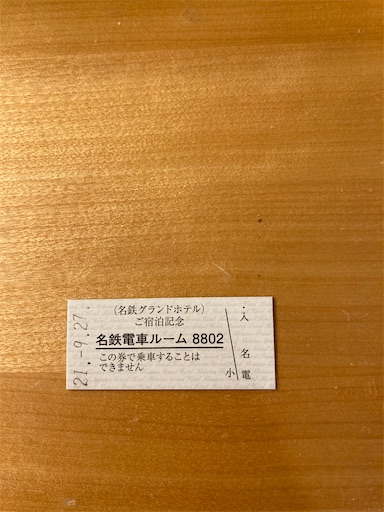 21.-9.27.
(名鉄グランドホテル)
ご宿泊記念
名鉄電車ルーム 8802
この券で乗車することは
できません
・入
名
小 電